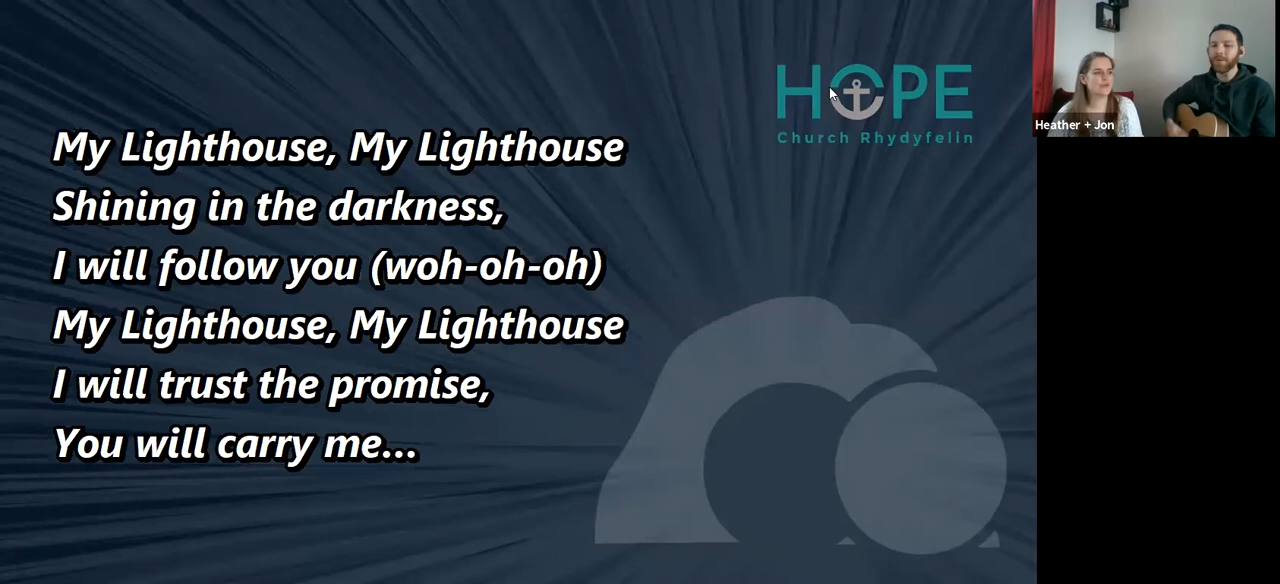 My Lighthouse, My Lighthouse
Shining in the darkness,
I will follow you (woh-oh-oh)
My Lighthouse, My Lighthouse
I will trust the promise,
You will carry me...
HOPE
Church Rhydyfelin
Heather + Jon